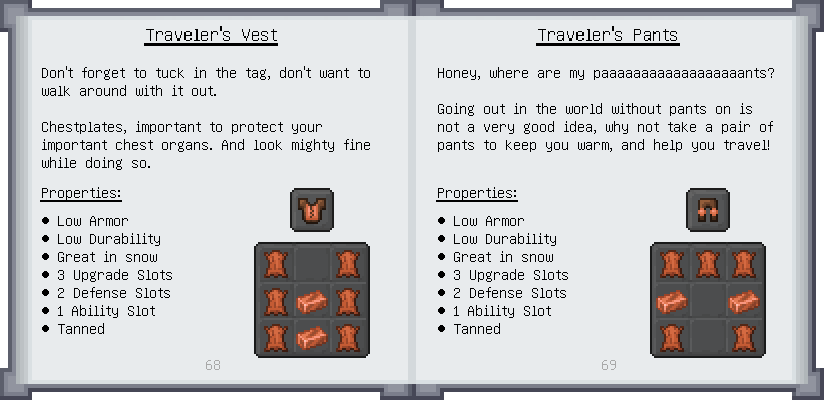 Traveler's Vest
Don't forget to tuck in the tag, don't want to
walk around with it out.
Chestplates, important to protect your
important chest organs. And look mighty fine
while doing so.
Properties:
● Low Armor
● Low Durability
● Great in snow
● 3 Upgrade Slots
● 2 Defense Slots
● 1 Ability Slot
● Tanned
68
Traveler's Pants
Honey, where are my paaaaaaaaaaaaaaaaaaants?
Going out in the world without pants on is
not a very good idea, why not take a pair of
pants to keep you warm, and help you travel!
Properties:
● Low Armor
● Low Durability
● Great in snow
● 3 Upgrade Slots
● 2 Defense Slots
● 1 Ability Slot
● Tanned
69